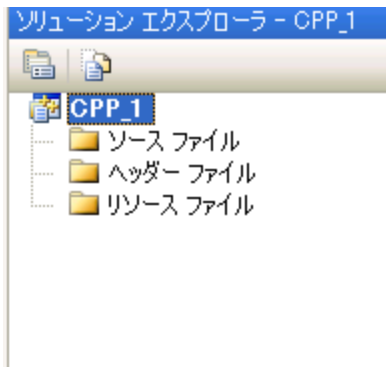 ソリューション エクスプローラ - CPP_1
CPP_1
ソース ファイル
ヘッダー ファイル
リソース ファイル